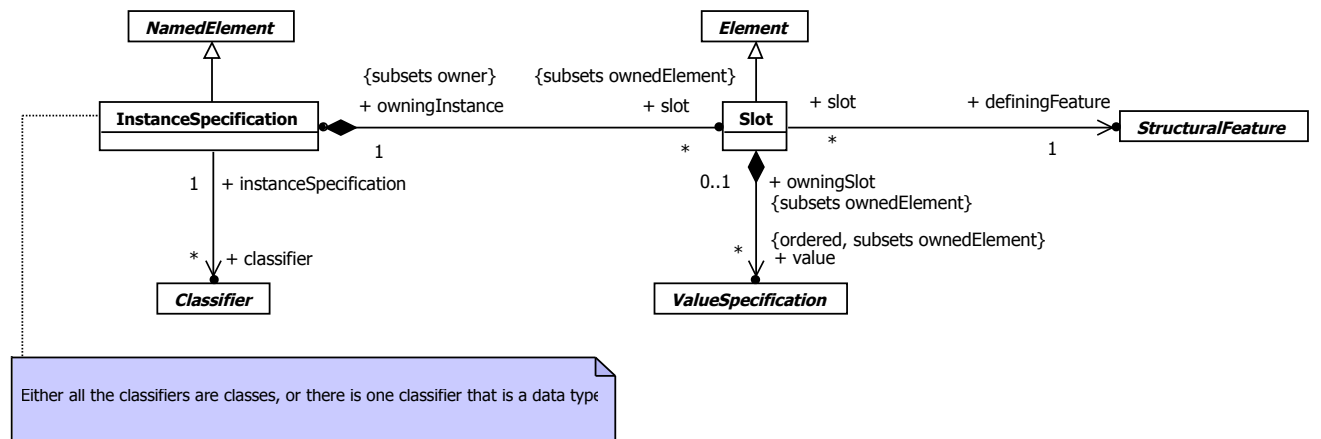 NamedElement
Element
{subsets owner}
{subsets ownedElement}
+ owningInstance
+ slot
+ slot
+ definingFeature
InstanceSpecification
Slot
StructuralFeature
1
*
*
1
1
+ instanceSpecification
0..1
+ owningSlot
{subsets ownedElement}
*
+ classifier
*
{ordered, subsets ownedElement}
+ value
Classifier
ValueSpecification
Either all the classifiers are classes, or there is one classifier that is a data type